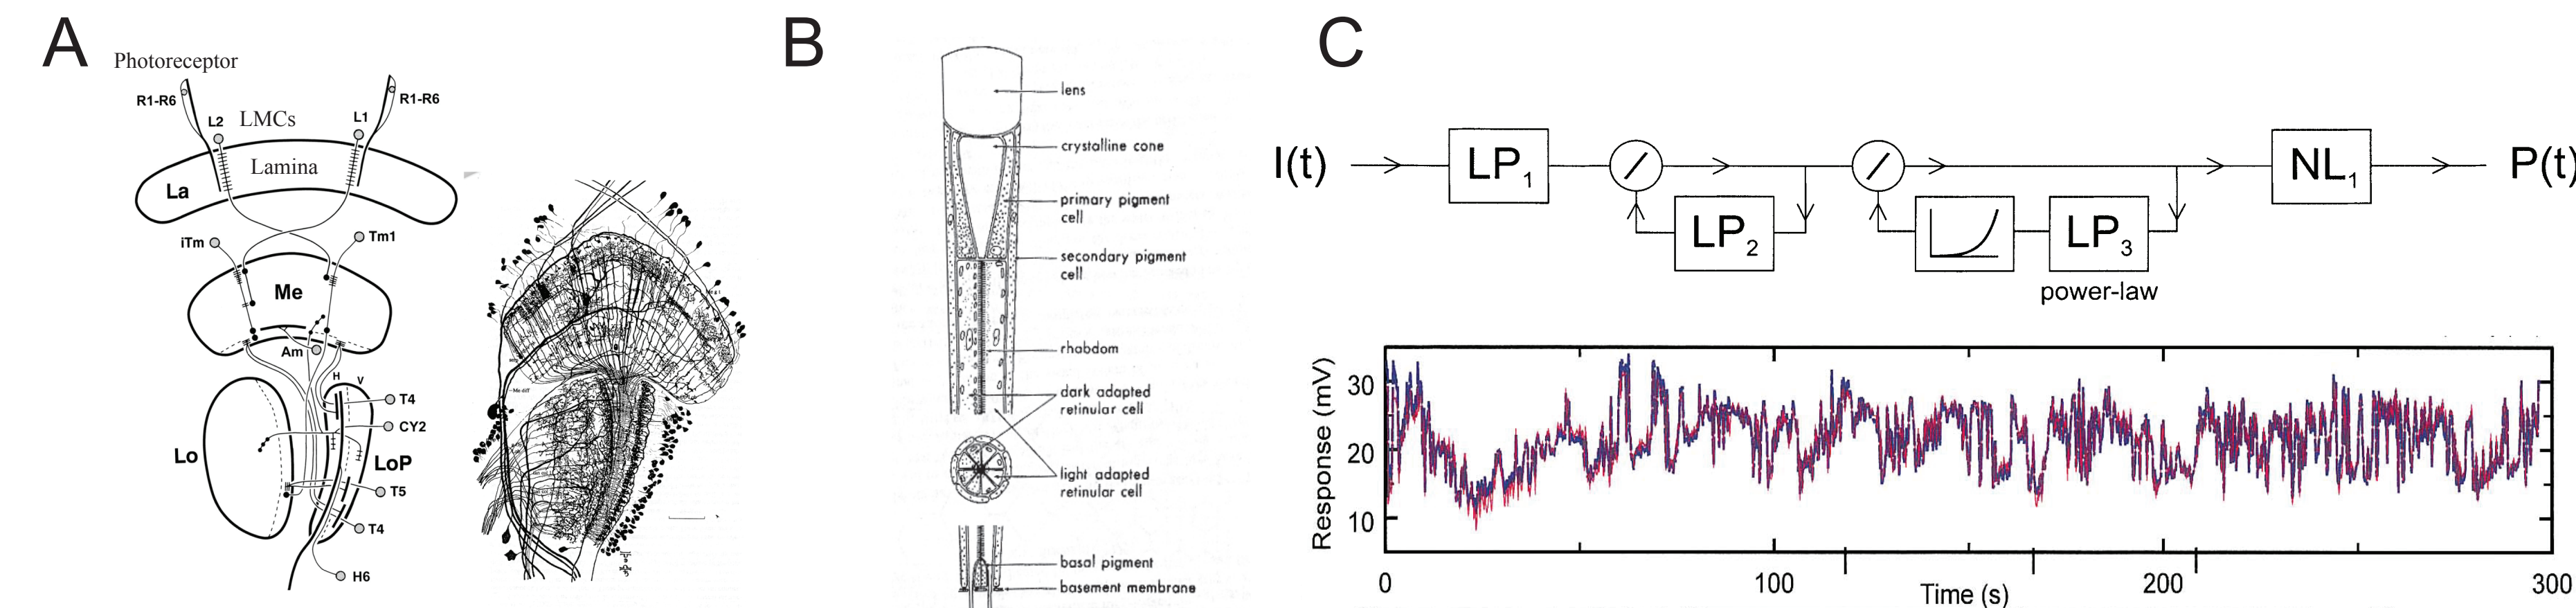 A
Photoreceptor
R1-R6
R1-R6
L2
LMCs
L1
Lamina
La
iTm
Tm1
Me
Am
H
V
T4
CY2
Lo
LoP
T5
T4
H6
B
lens
crystalline cone
primary pigment
cell
secondary pigment
cell
rhabdom
dark adapted
retinular cell
light adapted
retinular cell
basal pigment
basement membrane
C
I(t)
LP1
LP2
LP3
power-law
NL1
P(t)
Response (mV)
30
20
10
0
100
200
300
Time (s)